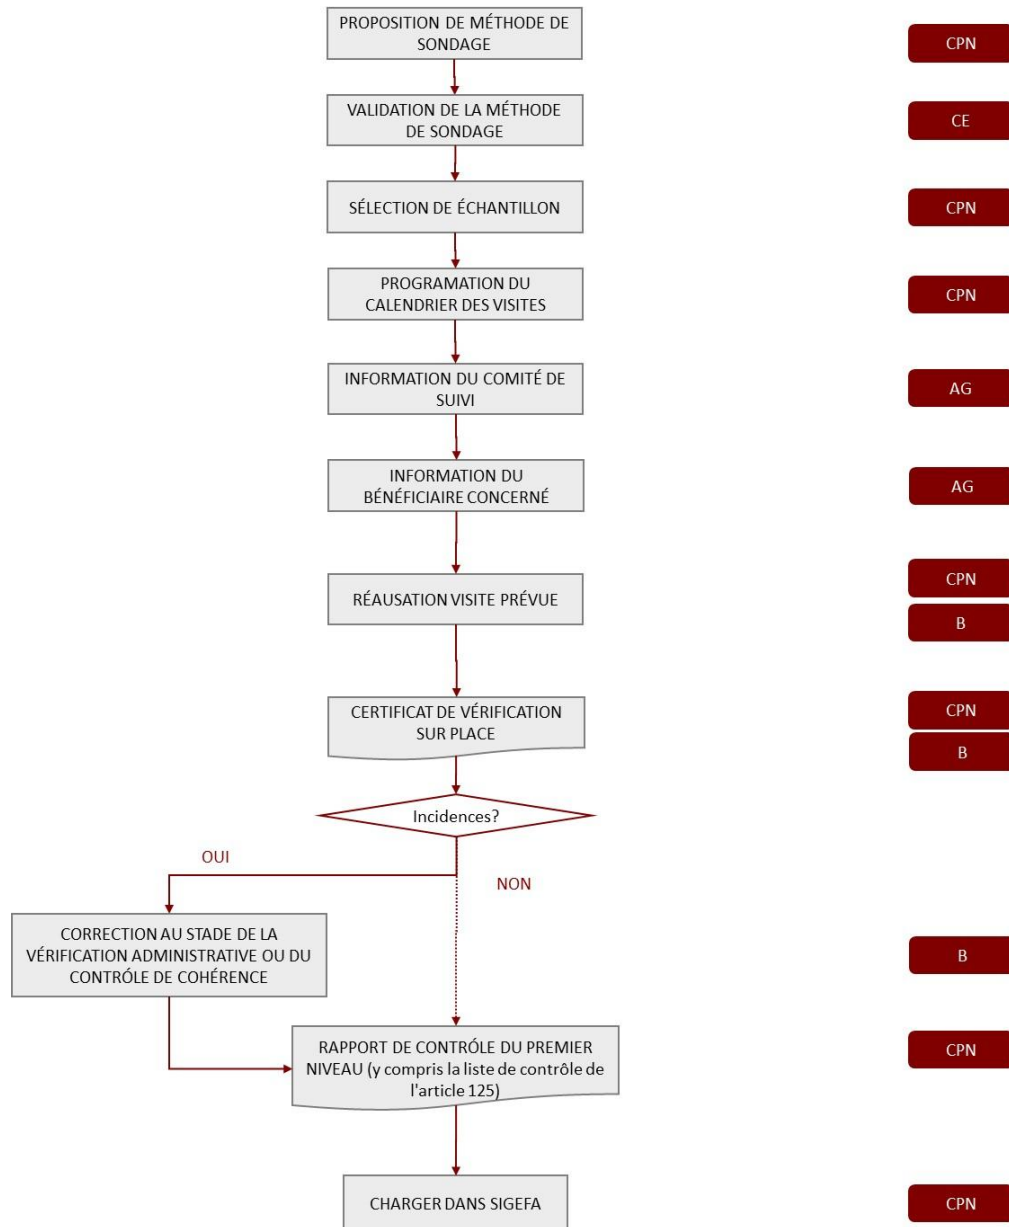 PROPOSITION DE MÉTHODE DE
SONDAGE
CPN
VALIDATION DE LA MÉTHODE
DE SONDAGE
CE
SÉLECTION DE ÉCHANTILLON
CPN
PROGRAMATION DU
CALENDRIER DES VISITES
CPN
INFORMATION DU COMITÉ DE
SUIVI
AG
INFORMATION DU
BÉNÉFICIAIRE CONCERNÉ
AG
RÉAUSATION VISITE PRÉVUE
CPN
B
CERTIFICAT DE VÉRIFICATION
SUR PLACE
CPN
B
Incidences?
OUI
NON
CORRECTION AU STADE DE LA
VÉRIFICATION ADMINISTRATIVE OU DU
CONTRÓLE DE COHÉRENCE
B
RAPPORT DE CONTRÓLE DU PREMIER
NIVEAU (y compris la liste de contrôle de
l'article 125)
CPN
CHARGER DANS SIGEFA
CPN